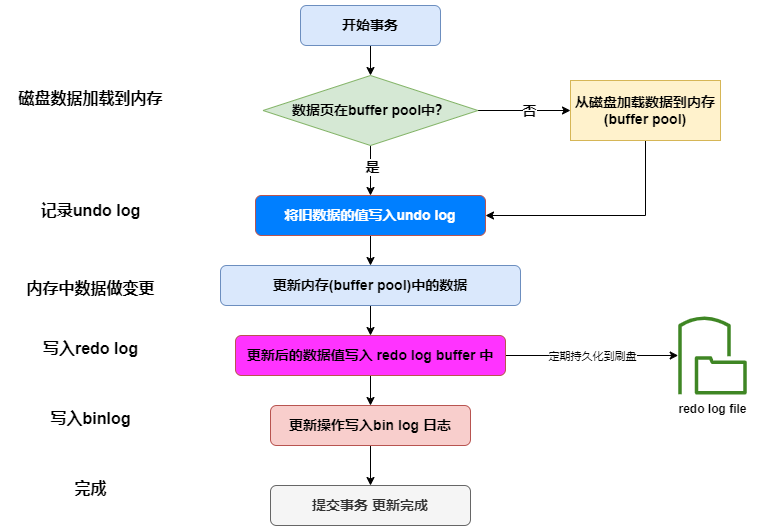 开始事务
磁盘数据加载到内存
数据页在buffer pool中?
否
从磁盘加载数据到内存
(buffer pool)
是
记录undo log
将旧数据的值写入undo log
内存中数据做变更
更新内存(buffer pool)中的数据
写入redo log
更新后的数据值写入 redo log buffer 中
定期持久化到刷盘
redo log file
写入binlog
更新操作写入bin log 日志
完成
提交事务 更新完成